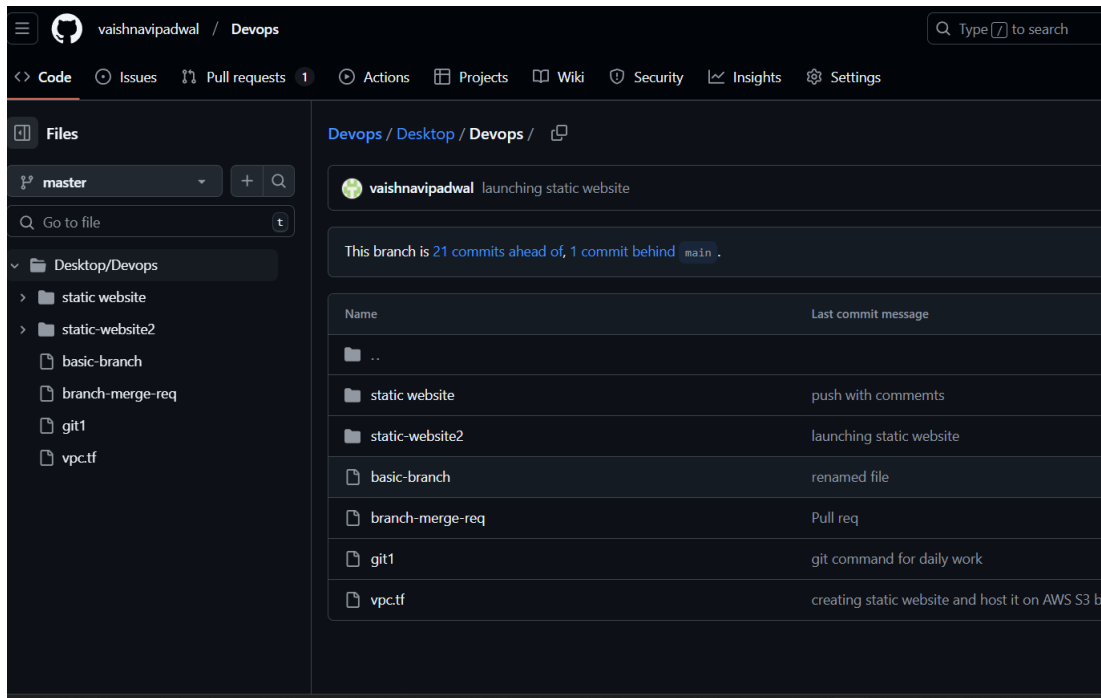 vaishnavipadwal / Devops
Type / to search
<> Code Issues Pull requests 1 Actions Projects Wiki Security Insights Settings
Files
master
Go to file t
Desktop/Devops
static website
static-website2
basic-branch
branch-merge-req
git1
vpc.tf
Devops / Desktop / Devops /
vaishnavipadwal launching static website
This branch is 21 commits ahead of, 1 commit behind main .
Name Last commit message
..
static website push with commemts
static-website2 launching static website
basic-branch renamed file
branch-merge-req Pull req
git1 git command for daily work
vpc.tf creating static website and host it on AWS S3 b